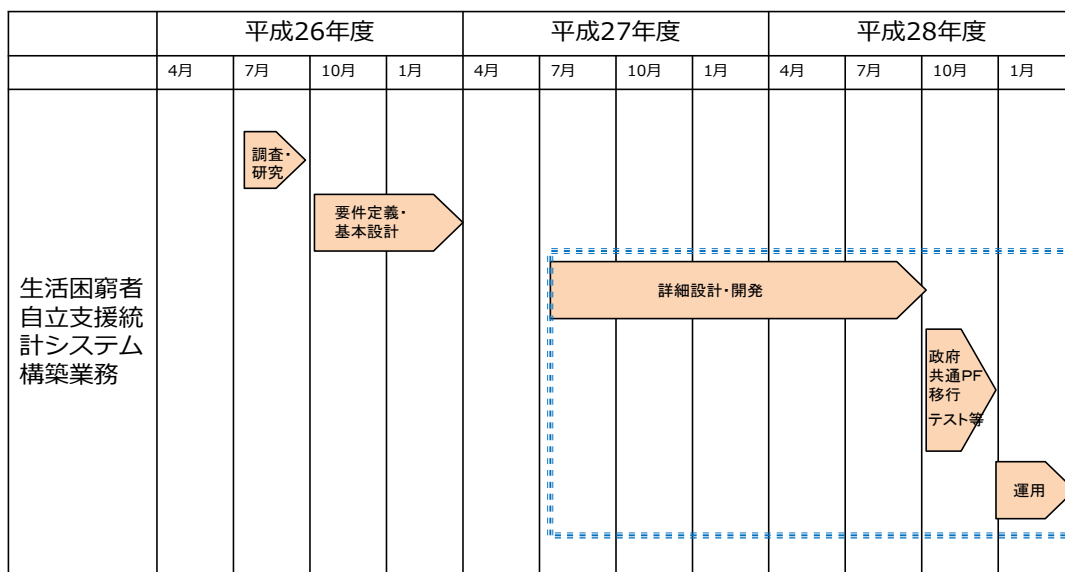 平成26年度
平成27年度
平成28年度
4月
7月
10月
1月
4月
7月
10月
1月
4月
7月
10月
1月
生活困窮者
自立支援統
計システム
構築業務
調査・
研究
要件定義・
基本設計
詳細設計・開発
政府
共通PF
移行
テスト等
運用